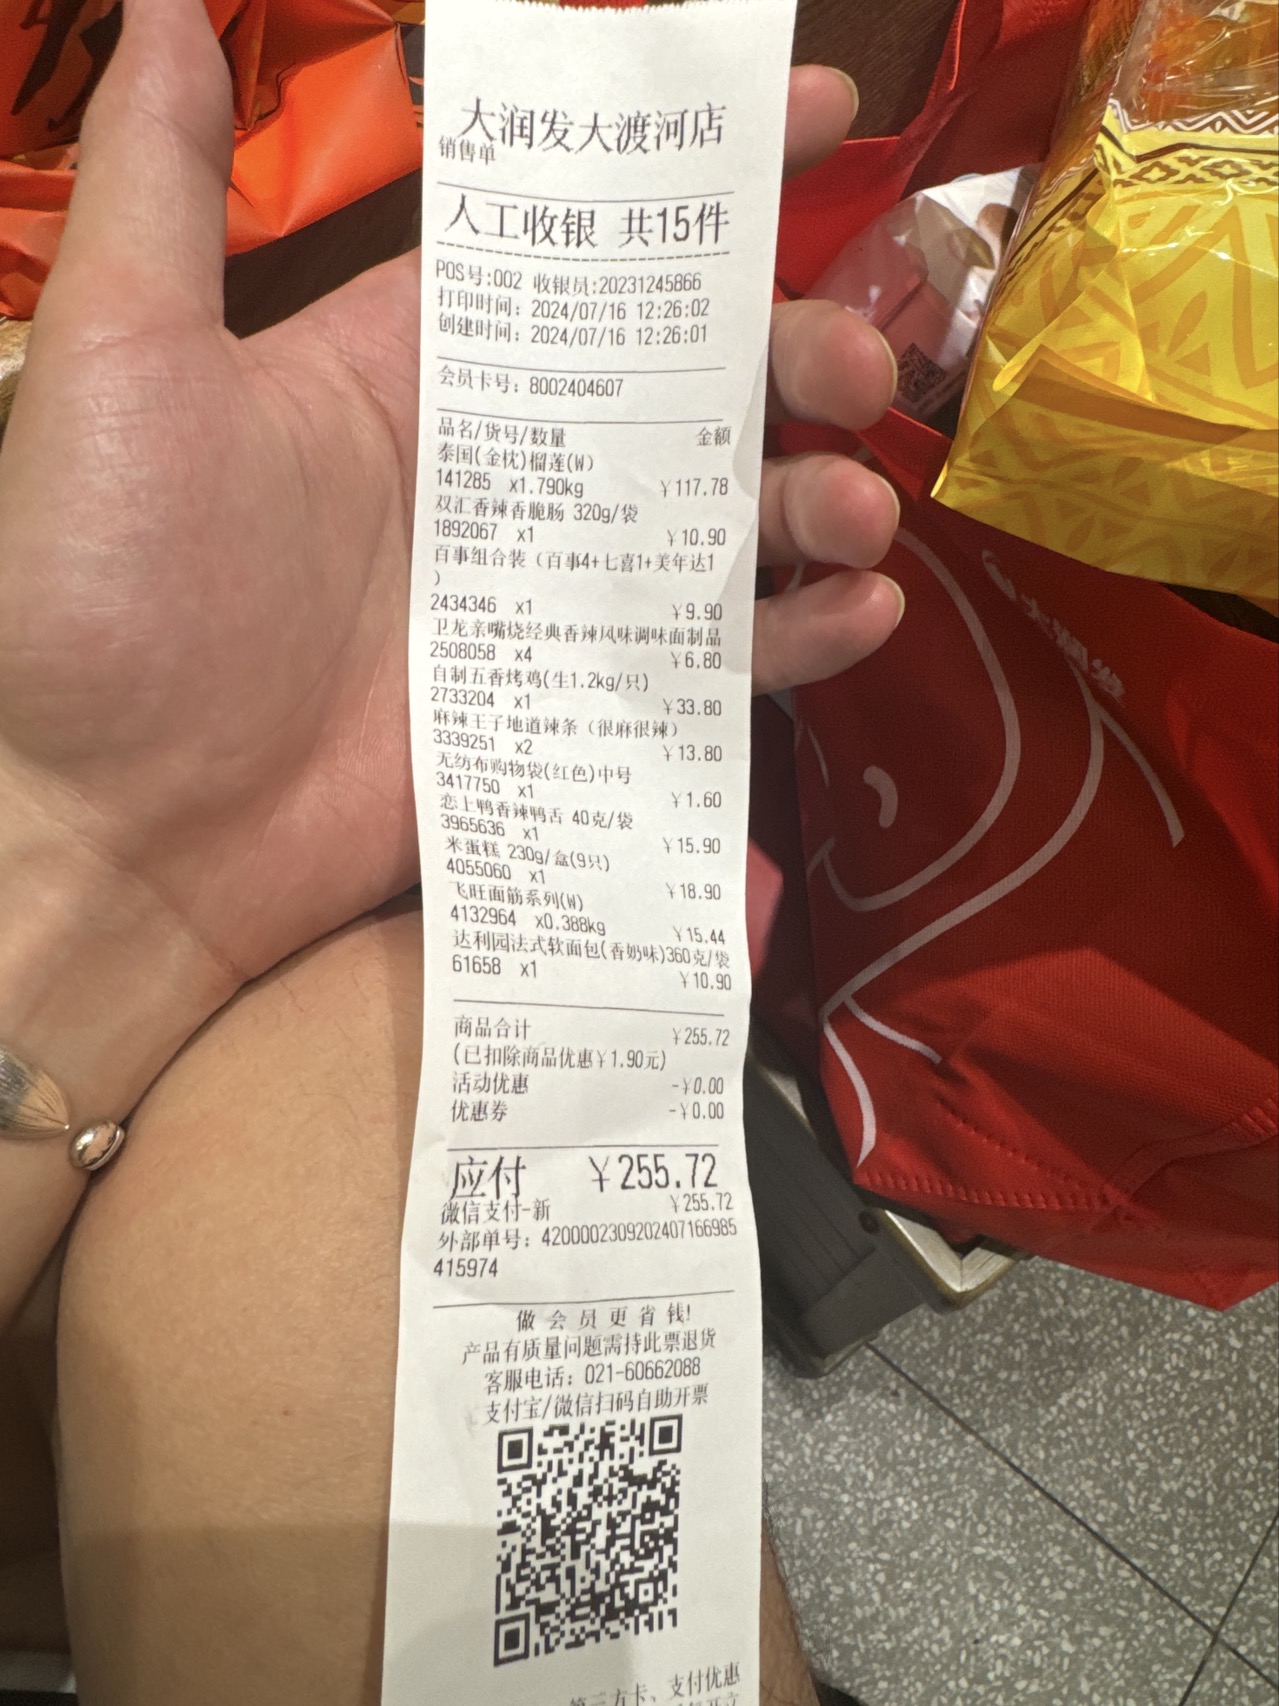 大润发大渡河店
销售单
人工收银 共15件
POS号:002 收银员:20231245866
打印时间: 2024/07/16 12:26:02
创建时间: 2024/07/16 12:26:01
会员卡号: 8002404607
品名/货号/数量 金额
泰国(金枕)榴莲(W)
141285 x1.790kg ¥117.78
双汇香辣香脆肠 320g/袋
1892067 x1 ¥10.90
百事组合装（百事4+七喜1+美年达1
）
2434346 x1 ¥9.90
卫龙亲嘴烧经典香辣风味调味面制品
2508058 x4 ¥6.80
自制五香烤鸡(生1.2kg/只)
2733204 x1 ¥33.80
麻辣王子地道辣条（很麻很辣）
3339251 x2 ¥13.80
无纺布购物袋(红色)中号
3417750 x1 ¥1.60
恋上鸭香辣鸭舌 40克/袋
3965636 x1 ¥15.90
米蛋糕 230g/盒(9只)
4055060 x1 ¥18.90
飞旺面筋系列(W)
4132964 x0.388kg ¥15.44
达利园法式软面包(香奶味)360克/袋
61658 x1 ¥10.90
商品合计 ¥255.72
(已扣除商品优惠¥1.90元)
活动优惠 -¥0.00
优惠券 -¥0.00
应付 ¥255.72
微信支付-新 ¥255.72
外部单号: 4200002309202407166985
415974
做会员更省钱!
产品有质量问题需持此票退货
客服电话: 021-60662088
支付宝/微信扫码自助开票
第三方卡、支付优惠